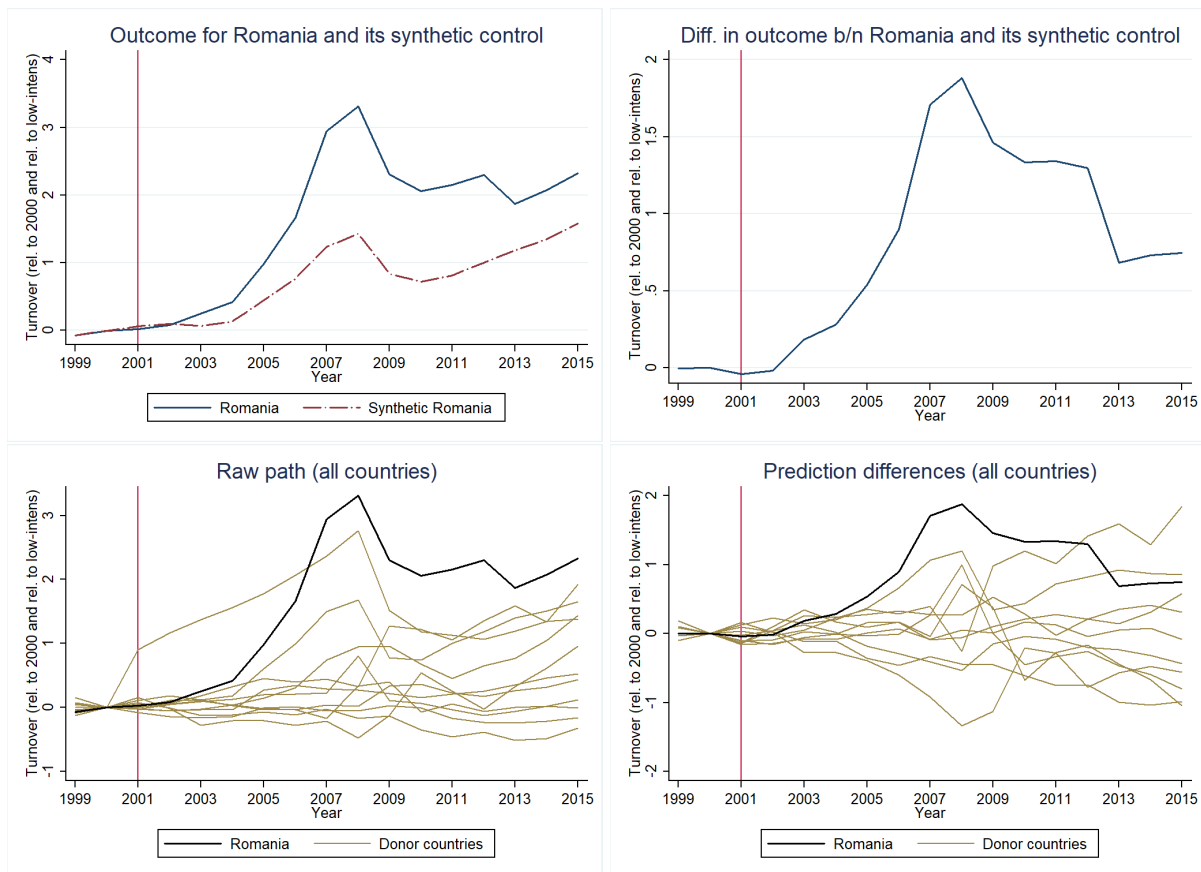 Outcome for Romania and its synthetic control
Turnover (rel. to 2000 and rel. to low-intens)
4
3
2
1
0
1999 2001 2003 2005 2007 2009 2011 2013 2015
Year
Romania Synthetic Romania
Diff. in outcome b/n Romania and its synthetic control
Turnover (rel. to 2000 and rel. to low-intens)
2
1.5
1
.5
0
1999 2001 2003 2005 2007 2009 2011 2013 2015
Year
Raw path (all countries)
Turnover (rel. to 2000 and rel. to low-intens)
3
2
1
0
-1
1999 2001 2003 2005 2007 2009 2011 2013 2015
Year
Romania Donor countries
Prediction differences (all countries)
Turnover (rel. to 2000 and rel. to low-intens)
2
1
0
-1
-2
1999 2001 2003 2005 2007 2009 2011 2013 2015
Year
Romania Donor countries